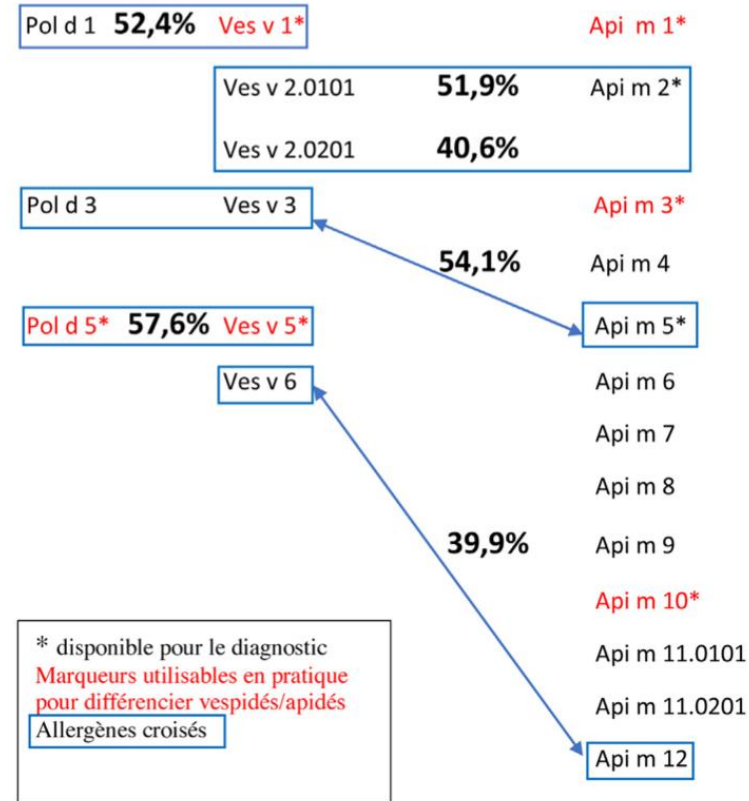 Pol d 1 52,4% Ves v 1* Api m 1*
Ves v 2.0101 51,9% Api m 2*
Ves v 2.0201 40,6%
Pol d 3 Ves v 3 Api m 3*
54,1% Api m 4
Pol d 5* 57,6% Ves v 5* Api m 5*
Ves v 6 Api m 6
Api m 7
Api m 8
39,9% Api m 9
Api m 10*
Api m 11.0101
Api m 11.0201
Api m 12
* disponible pour le diagnostic
Marqueurs utilisables en pratique
pour différencier vespidés/apidés
Allergènes croisés